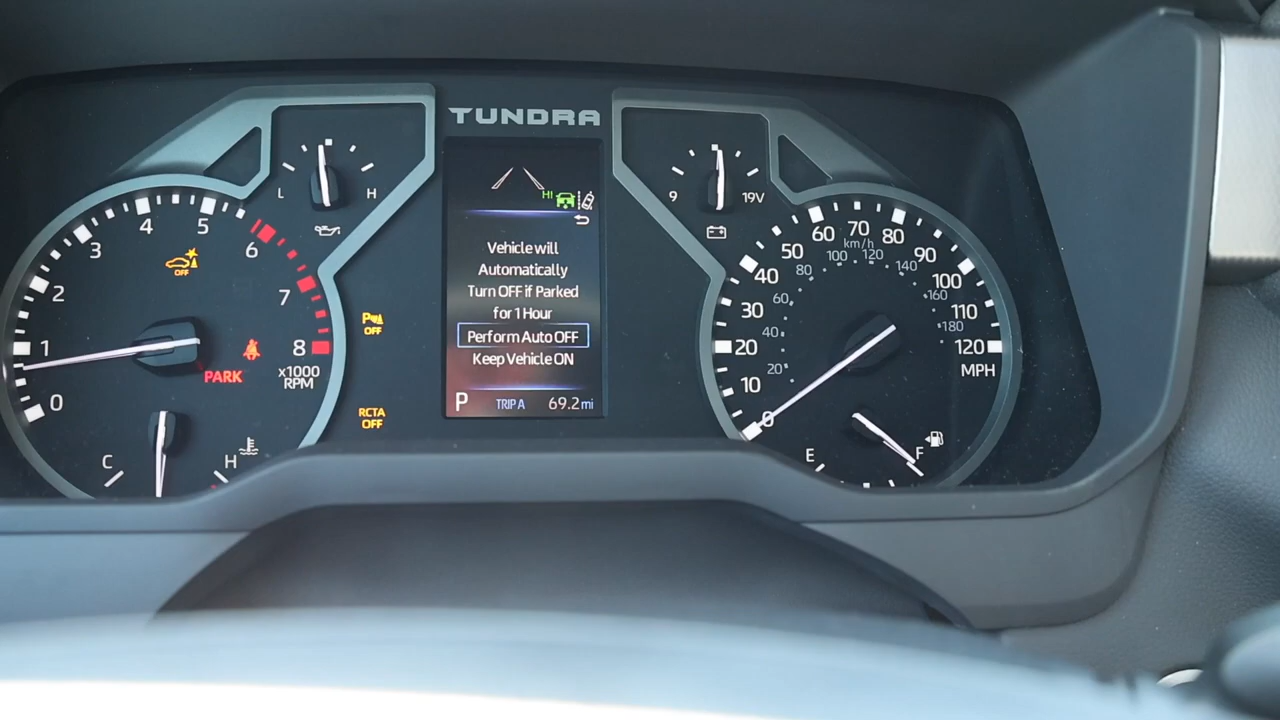 TUNDRA
L
H
9
19V
0
1
2
3
4
5
6
7
8
x1000
RPM
OFF
PARK
C
H
P OFF
RCTA
OFF
HI
Vehicle will
Automatically
Turn OFF if Parked
for 1 Hour
Perform Auto OFF
Keep Vehicle ON
P TRIP A 69.2 mi
0
10
20
30
40
50
60
70
80
90
100
110
120
MPH
km/h
20
40
60
80
100
120
140
160
180
E
F